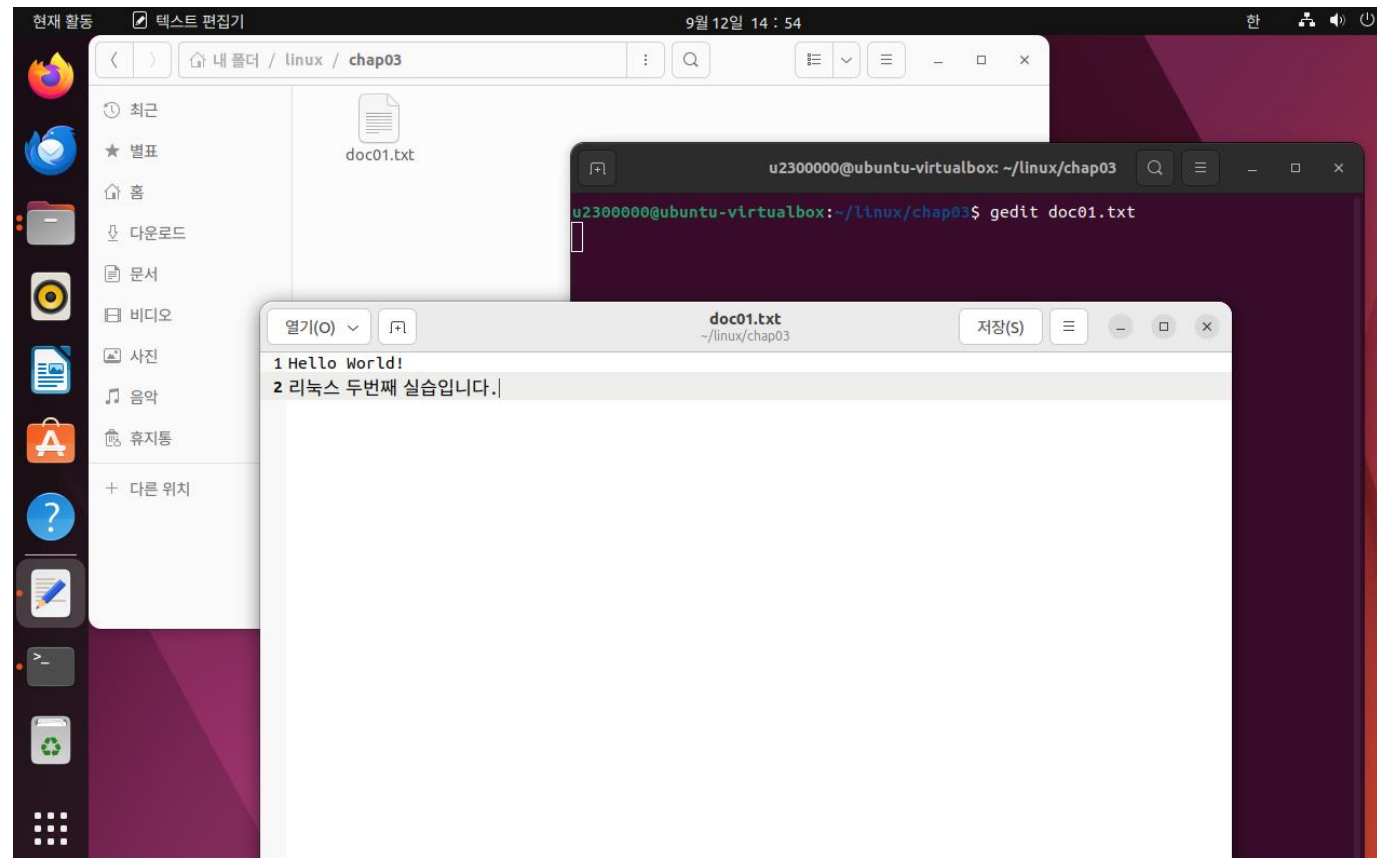 현재 활동 텍스트 편집기 9월 12일 14 : 54 한
내 폴더 / linux / chap03
최근
별표
홈
다운로드
문서
비디오
사진
음악
휴지통
+ 다른 위치
doc01.txt
u2300000@ubuntu-virtualbox: ~/linux/chap03
u2300000@ubuntu-virtualbox:~/linux/chap03$ gedit doc01.txt
열기(O) doc01.txt 저장(S)
~/linux/chap03
1 Hello World!
2 리눅스 두번째 실습입니다.